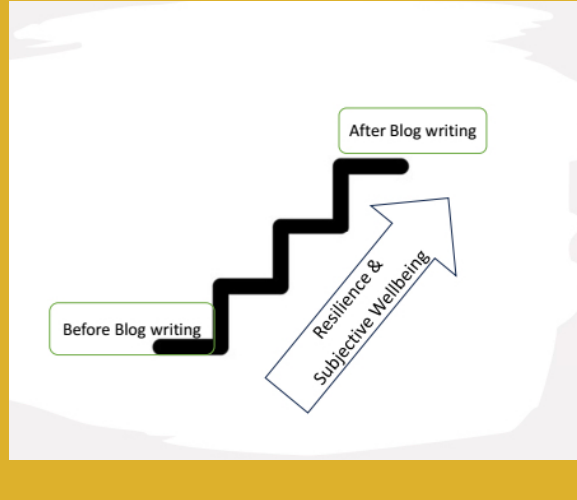 After Blog writing
Before Blog writing
Resilience &
Subjective Wellbeing